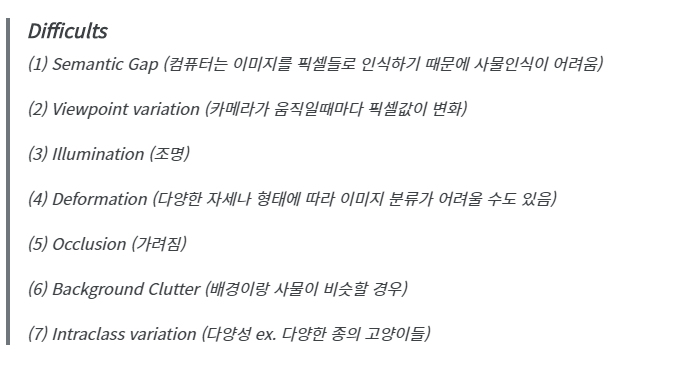 Difficults
(1) Semantic Gap (컴퓨터는 이미지를 픽셀들로 인식하기 때문에 사물인식이 어려움)
(2) Viewpoint variation (카메라가 움직일때마다 픽셀값이 변화)
(3) Illumination (조명)
(4) Deformation (다양한 자세나 형태에 따라 이미지 분류가 어려울 수도 있음)
(5) Occlusion (가려짐)
(6) Background Clutter (배경이랑 사물이 비슷할 경우)
(7) Intraclass variation (다양성 ex. 다양한 종의 고양이들)